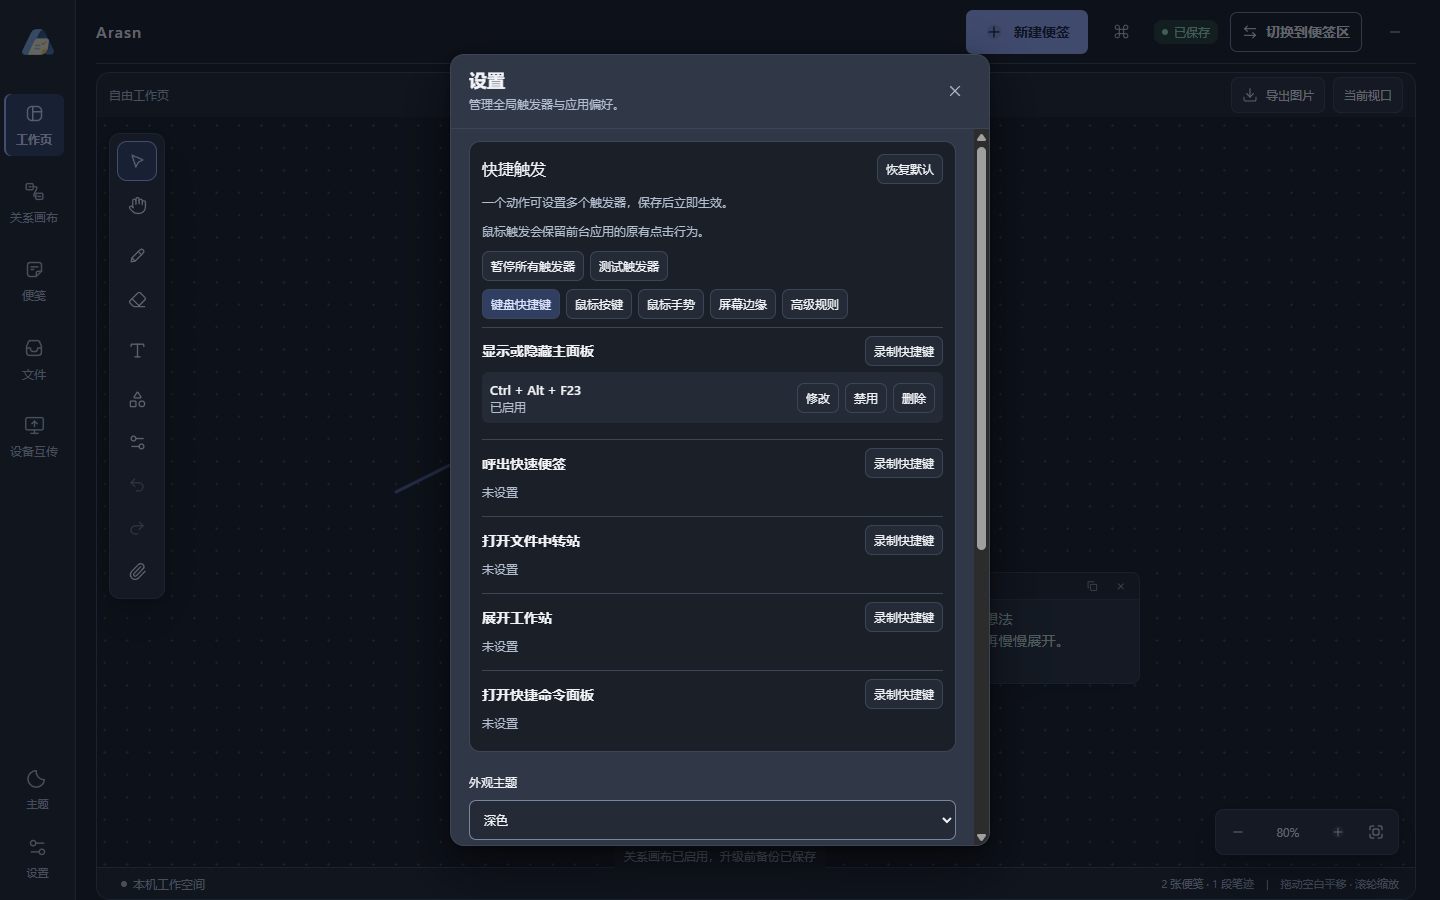 Arasn
新建便签
已保存
切换到便签区
工作页
关系画布
便笺
文件
设备互传
主题
设置
自由工作页
导出图片
当前视口
设置
管理全局触发器与应用偏好。
快捷触发
恢复默认
一个动作可设置多个触发器，保存后立即生效。
鼠标触发会保留前台应用的原有点击行为。
暂停所有触发器
测试触发器
键盘快捷键
鼠标按键
鼠标手势
屏幕边缘
高级规则
显示或隐藏主面板
录制快捷键
Ctrl + Alt + F23
已启用
修改
禁用
删除
呼出快速便签
录制快捷键
未设置
打开文件中转站
录制快捷键
未设置
展开工作站
录制快捷键
未设置
打开快捷命令面板
录制快捷键
未设置
外观主题
深色
想法
再慢慢展开。
80%
关系画布已启用，升级前备份已保存
本机工作空间
2 张便笺 · 1 段笔迹 | 拖动空白平移 · 滚轮缩放